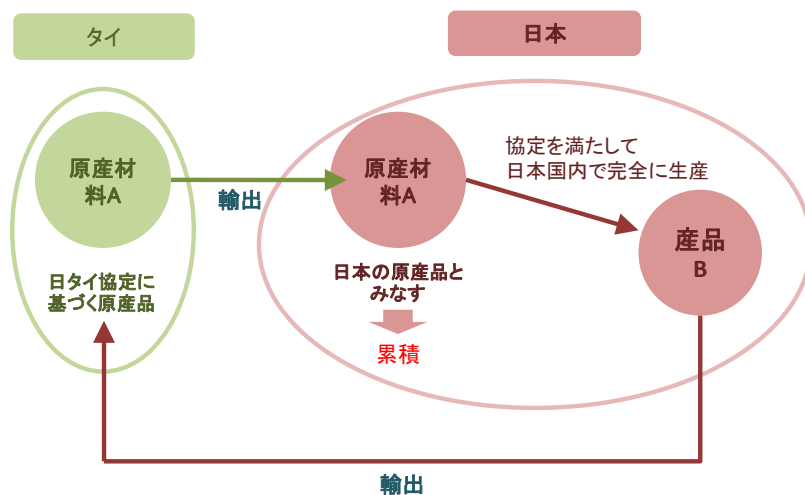 タイ
日本
原産材
料A
輸出
原産材
料A
協定を満たして
日本国内で完全に生産
産品
B
日タイ協定に
基づく原産品
日本の原産品と
みなす
累積
輸出